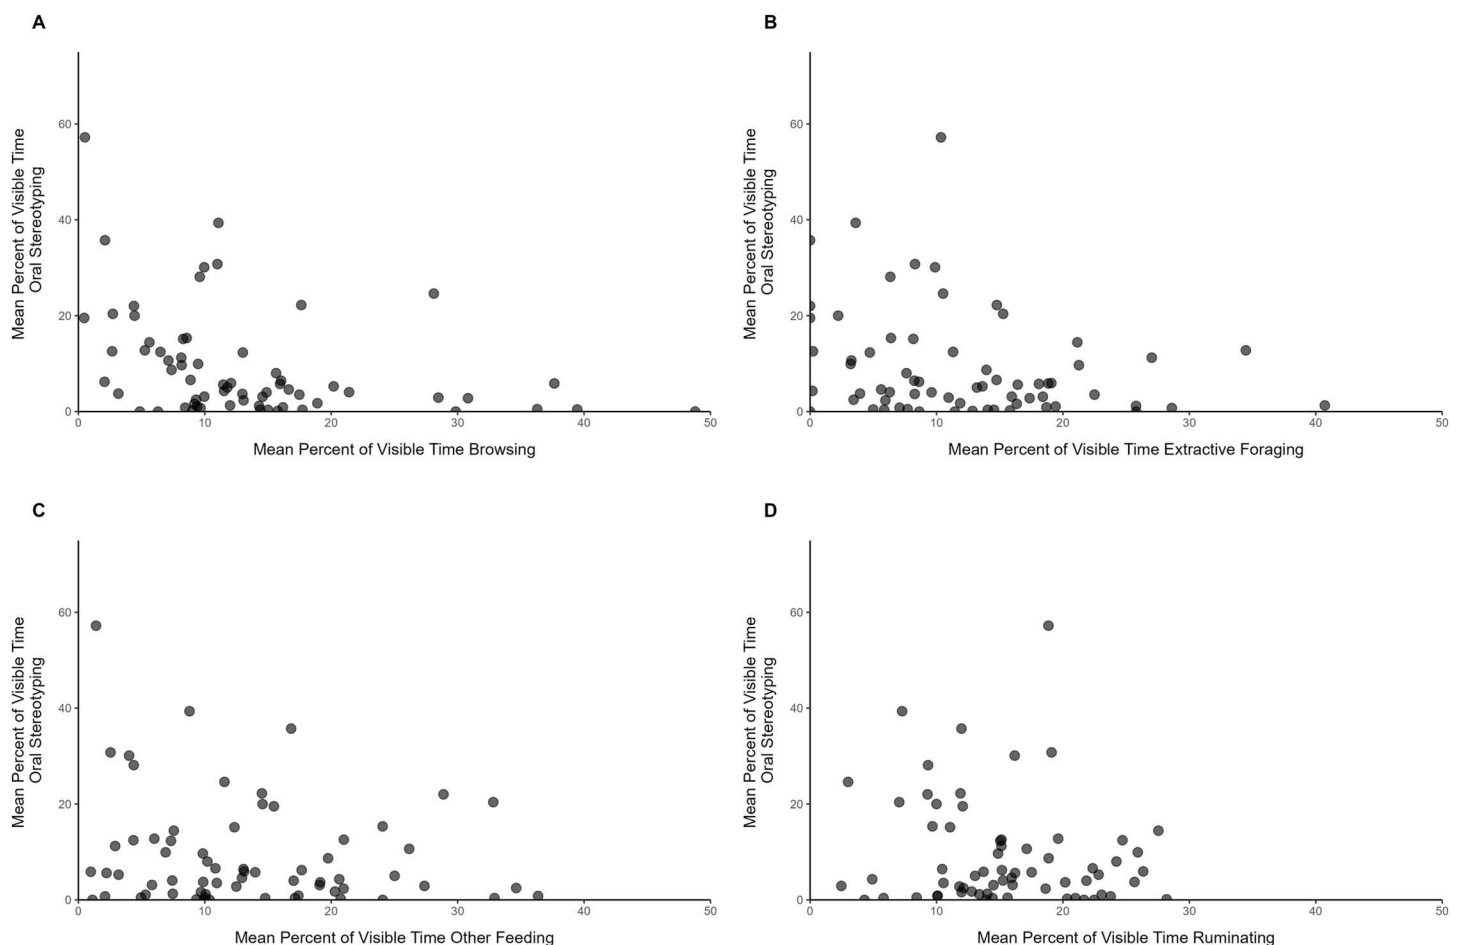 A
Mean Percent of Visible Time
Oral Stereotyping
60
40
20
0
0 10 20 30 40 50
Mean Percent of Visible Time Browsing
B
Mean Percent of Visible Time
Oral Stereotyping
60
40
20
0
0 10 20 30 40 50
Mean Percent of Visible Time Extractive Foraging
C
Mean Percent of Visible Time
Oral Stereotyping
60
40
20
0
0 10 20 30 40 50
Mean Percent of Visible Time Other Feeding
D
Mean Percent of Visible Time
Oral Stereotyping
60
40
20
0
0 10 20 30 40 50
Mean Percent of Visible Time Ruminating